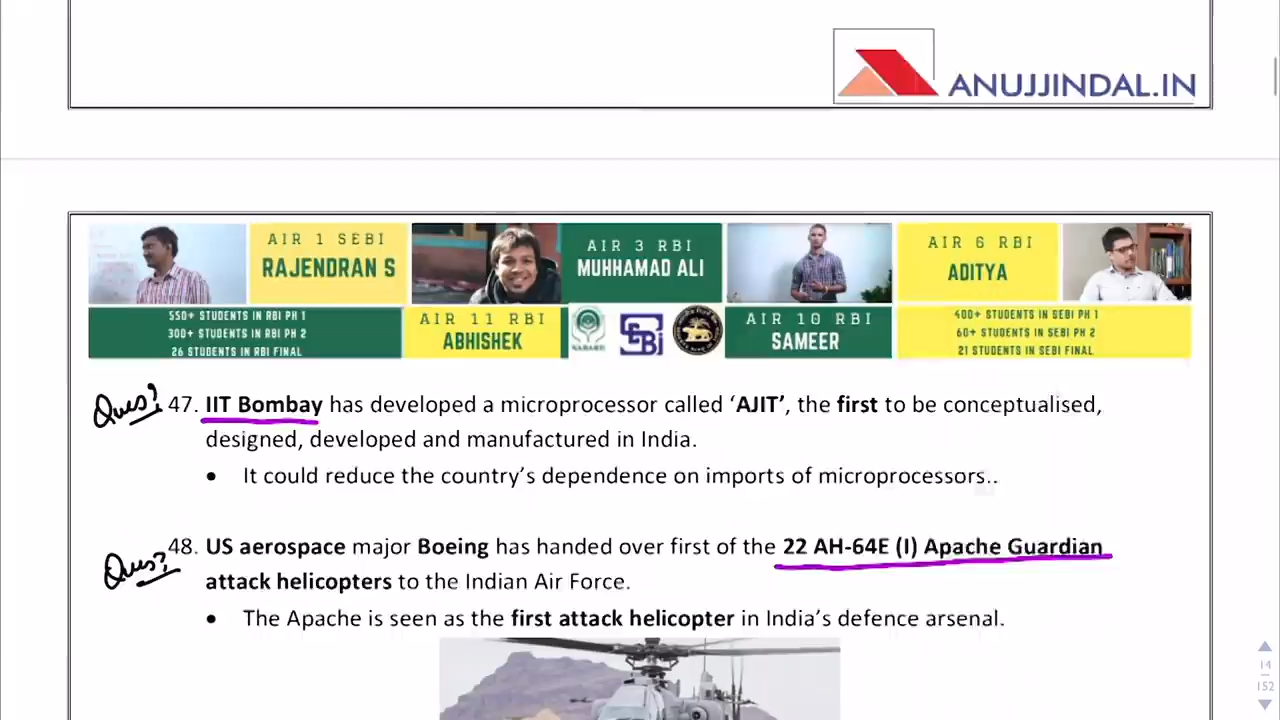 ANUJJINDAL.IN
AIR 1 SEBI
RAJENDRAN S
AIR 3 RBI
MUHHAMAD ALI
AIR 6 RBI
ADITYA
550+ STUDENTS IN RBI PH 1
300+ STUDENTS IN RBI PH 2
26 STUDENTS IN RBI FINAL
AIR 11 RBI
ABHISHEK
NABARD
SEBI
AIR 10 RBI
SAMEER
400+ STUDENTS IN SEBI PH 1
60+ STUDENTS IN SEBI PH 2
21 STUDENTS IN SEBI FINAL
Ques? 47. IIT Bombay has developed a microprocessor called ‘AJIT’, the first to be conceptualised,
designed, developed and manufactured in India.
• It could reduce the country’s dependence on imports of microprocessors..
Ques? 48. US aerospace major Boeing has handed over first of the 22 AH-64E (I) Apache Guardian
attack helicopters to the Indian Air Force.
• The Apache is seen as the first attack helicopter in India’s defence arsenal.
14
152